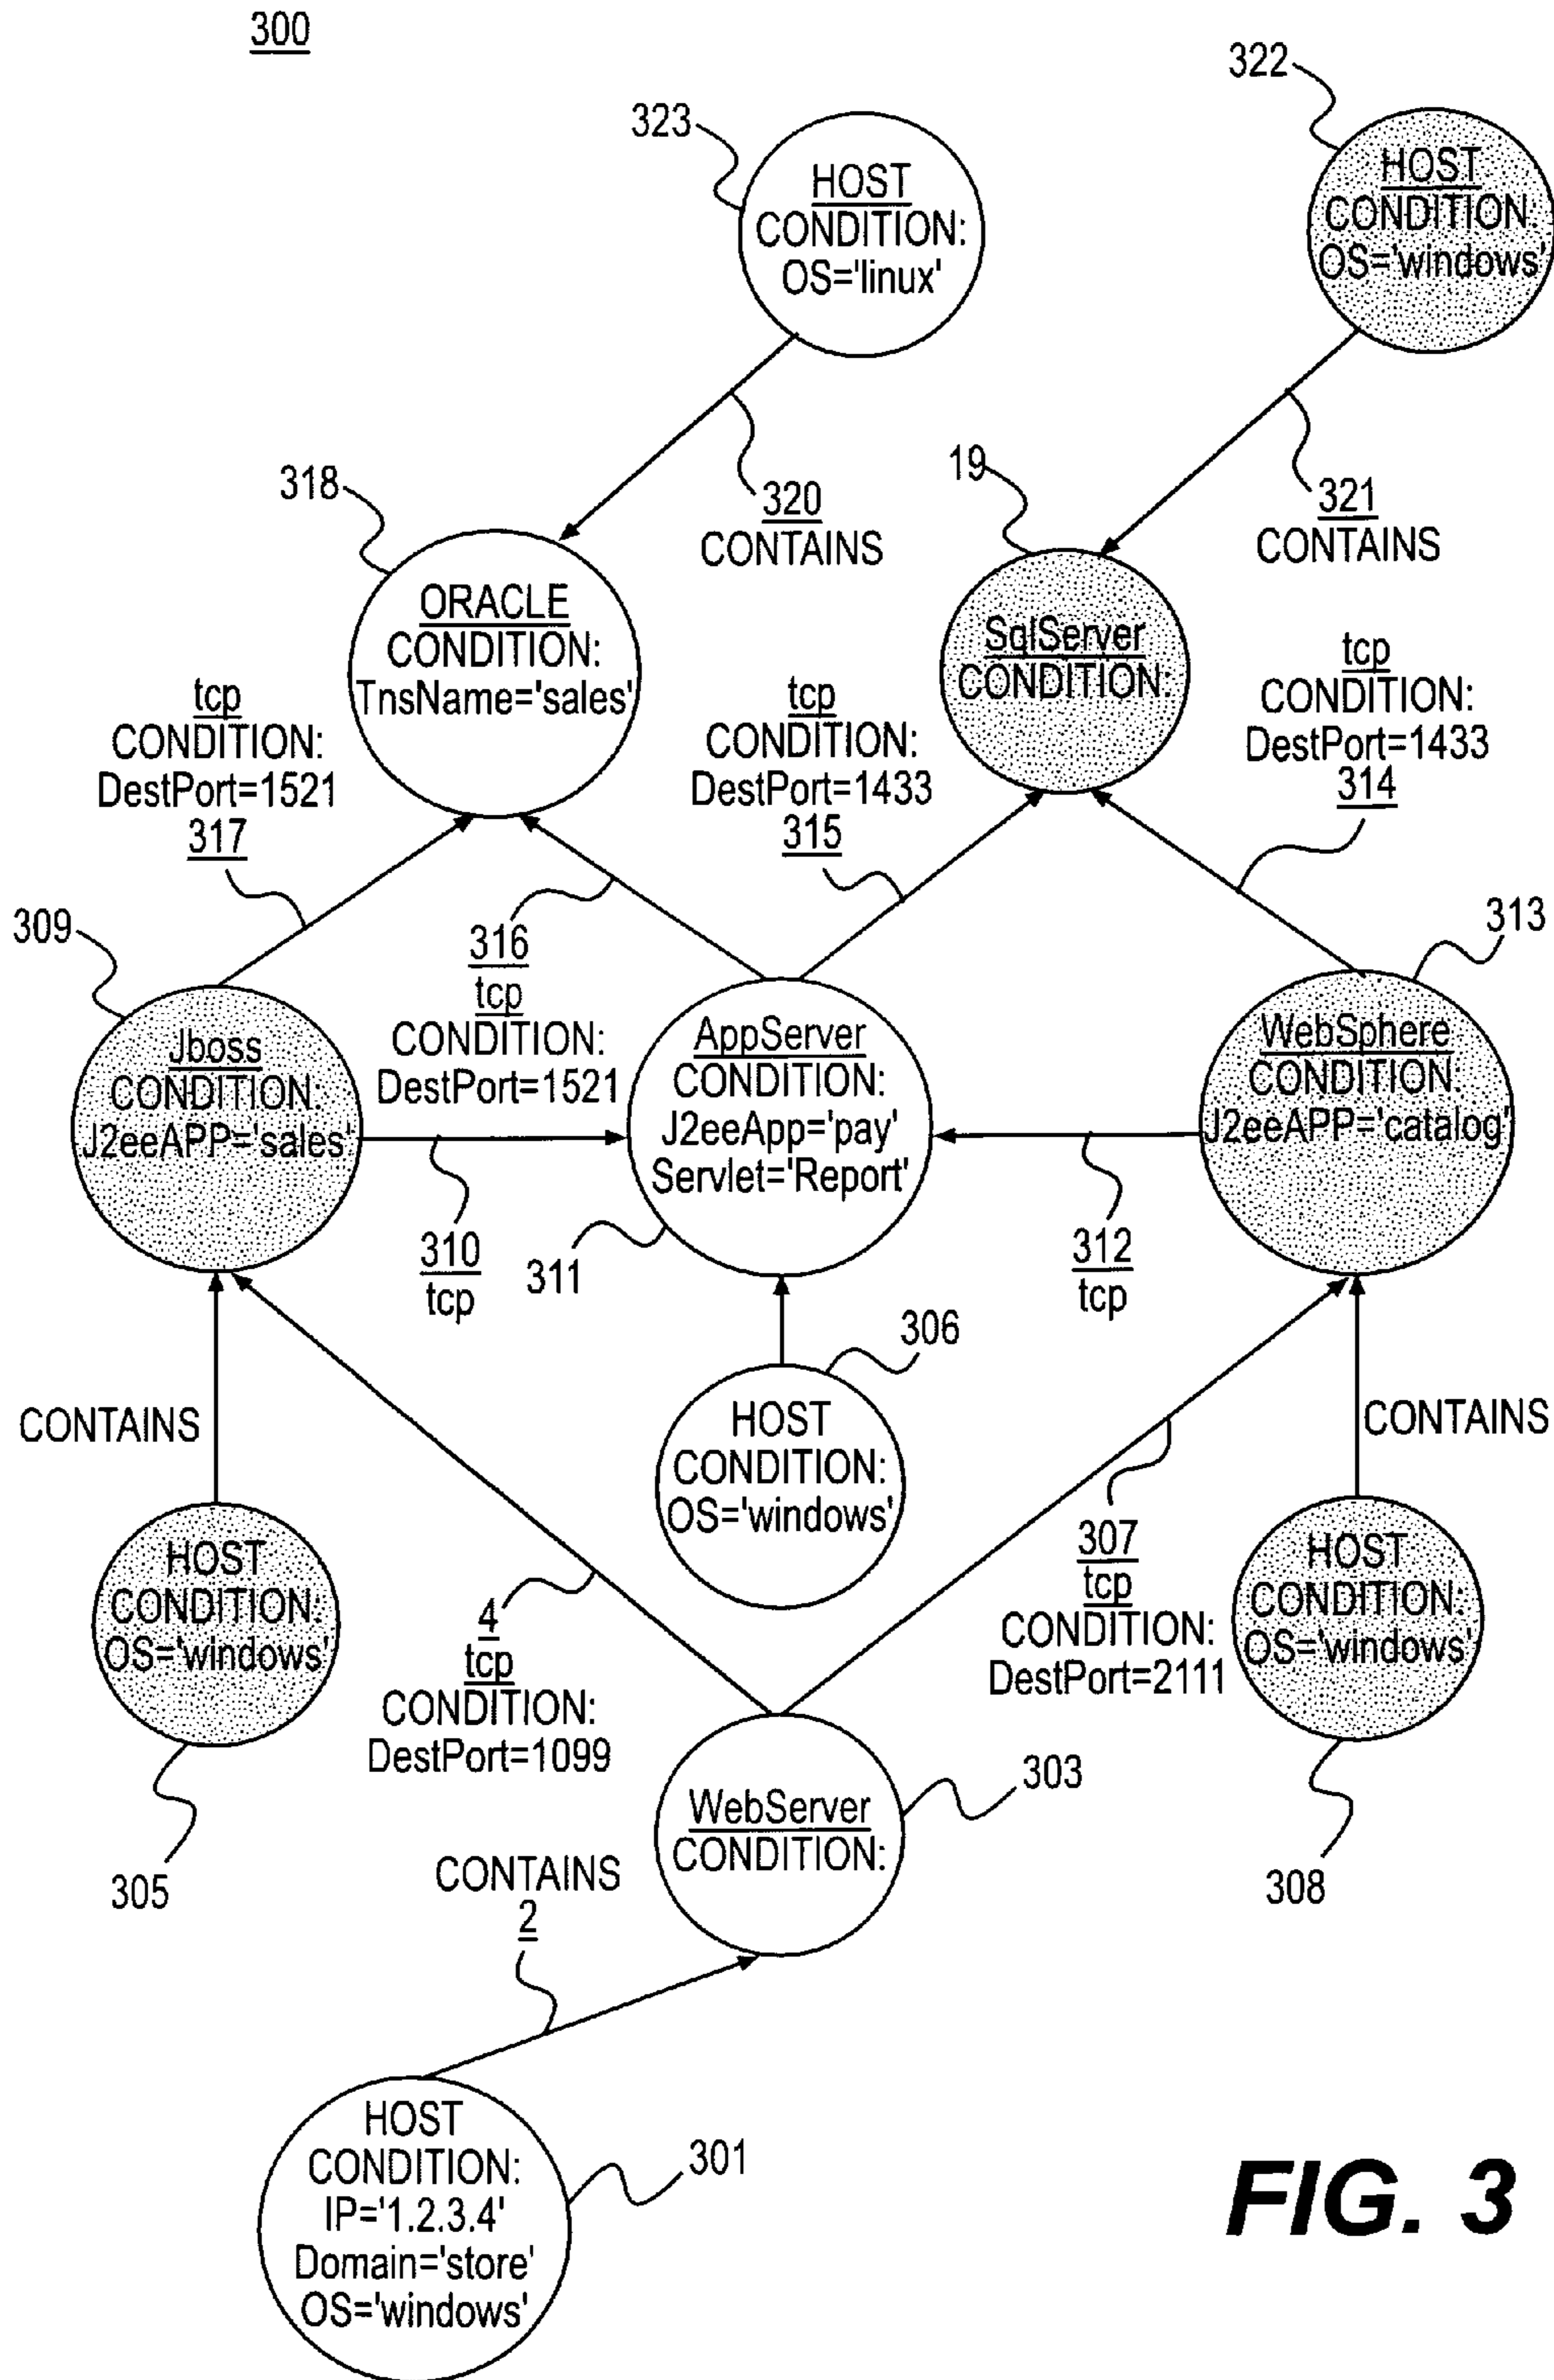 300
322
323
HOST
CONDITION:
OS='linux'
HOST
CONDITION:
OS='windows'
318
320
CONTAINS
19
321
CONTAINS
ORACLE
CONDITION:
TnsName='sales'
SqlServer
CONDITION:
tcp
CONDITION:
DestPort=1521
317
tcp
CONDITION:
DestPort=1433
315
tcp
CONDITION:
DestPort=1433
314
309
316
tcp
CONDITION:
DestPort=1521
313
Jboss
CONDITION:
J2eeAPP='sales'
AppServer
CONDITION:
J2eeApp='pay'
Servlet='Report'
WebSphere
CONDITION:
J2eeAPP='catalog'
310
tcp
311
312
tcp
306
CONTAINS
HOST
CONDITION:
OS='windows'
CONTAINS
HOST
CONDITION:
OS='windows'
4
tcp
CONDITION:
DestPort=1099
307
tcp
CONDITION:
DestPort=2111
HOST
CONDITION:
OS='windows'
305
WebServer
CONDITION:
303
308
CONTAINS
2
HOST
CONDITION:
IP='1.2.3.4'
Domain='store'
OS='windows'
301
FIG. 3